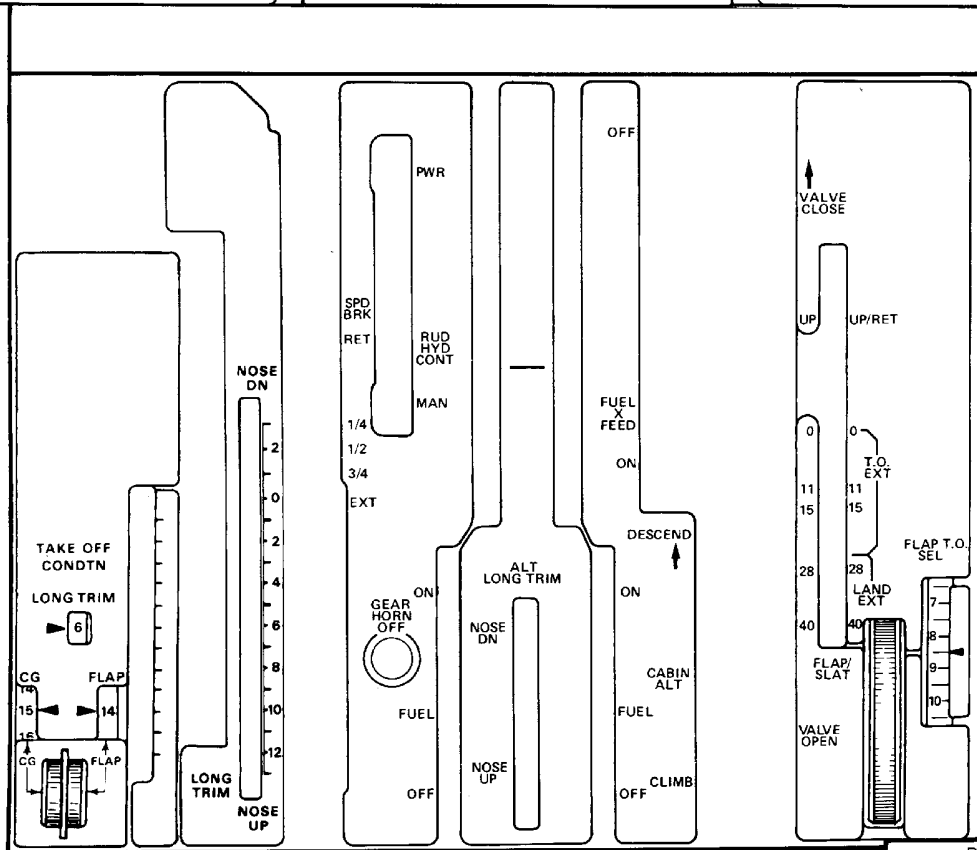 TAKE OFF
CONDTN
LONG TRIM
6
CG
FLAP
14
15
16
14
CG
FLAP
NOSE
DN
2
0
2
4
6
8
10
12
LONG
TRIM
NOSE
UP
PWR
SPD
BRK
RET
RUD
HYD
CONT
MAN
1/4
1/2
3/4
EXT
ON
GEAR
HORN
OFF
FUEL
OFF
ALT
LONG TRIM
NOSE
DN
NOSE
UP
OFF
FUEL
X
FEED
ON
DESCEND
ON
CABIN
ALT
FUEL
OFF
CLIMB
VALVE
CLOSE
UP
UP/RET
0
0
T.O.
EXT
11
11
15
15
28
28
LAND
EXT
40
40
FLAP/
SLAT
VALVE
OPEN
FLAP T.O.
SEL
7
8
9
10